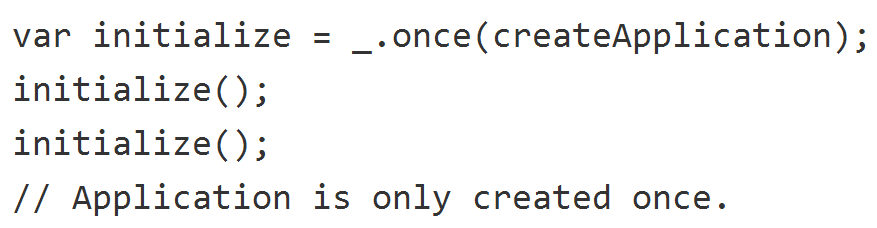 var initialize = _.once(createApplication);
initialize();
initialize();
// Application is only created once.